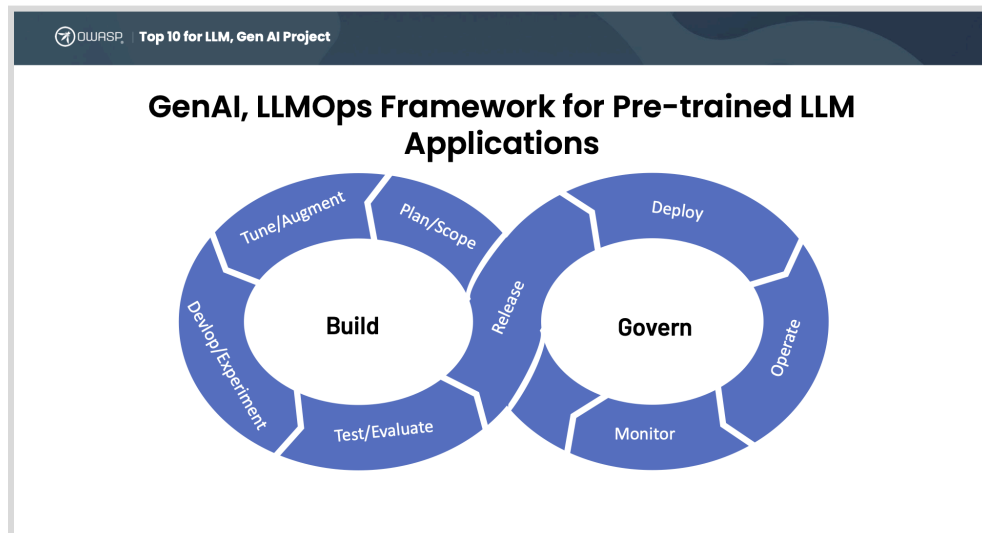 OWASP | Top 10 for LLM, Gen AI Project
GenAI, LLMOps Framework for Pre-trained LLM
Applications
Tune/Augment
Plan/Scope
Deploy
Release
Build
Govern
Devlop/Experiment
Operate
Test/Evaluate
Monitor